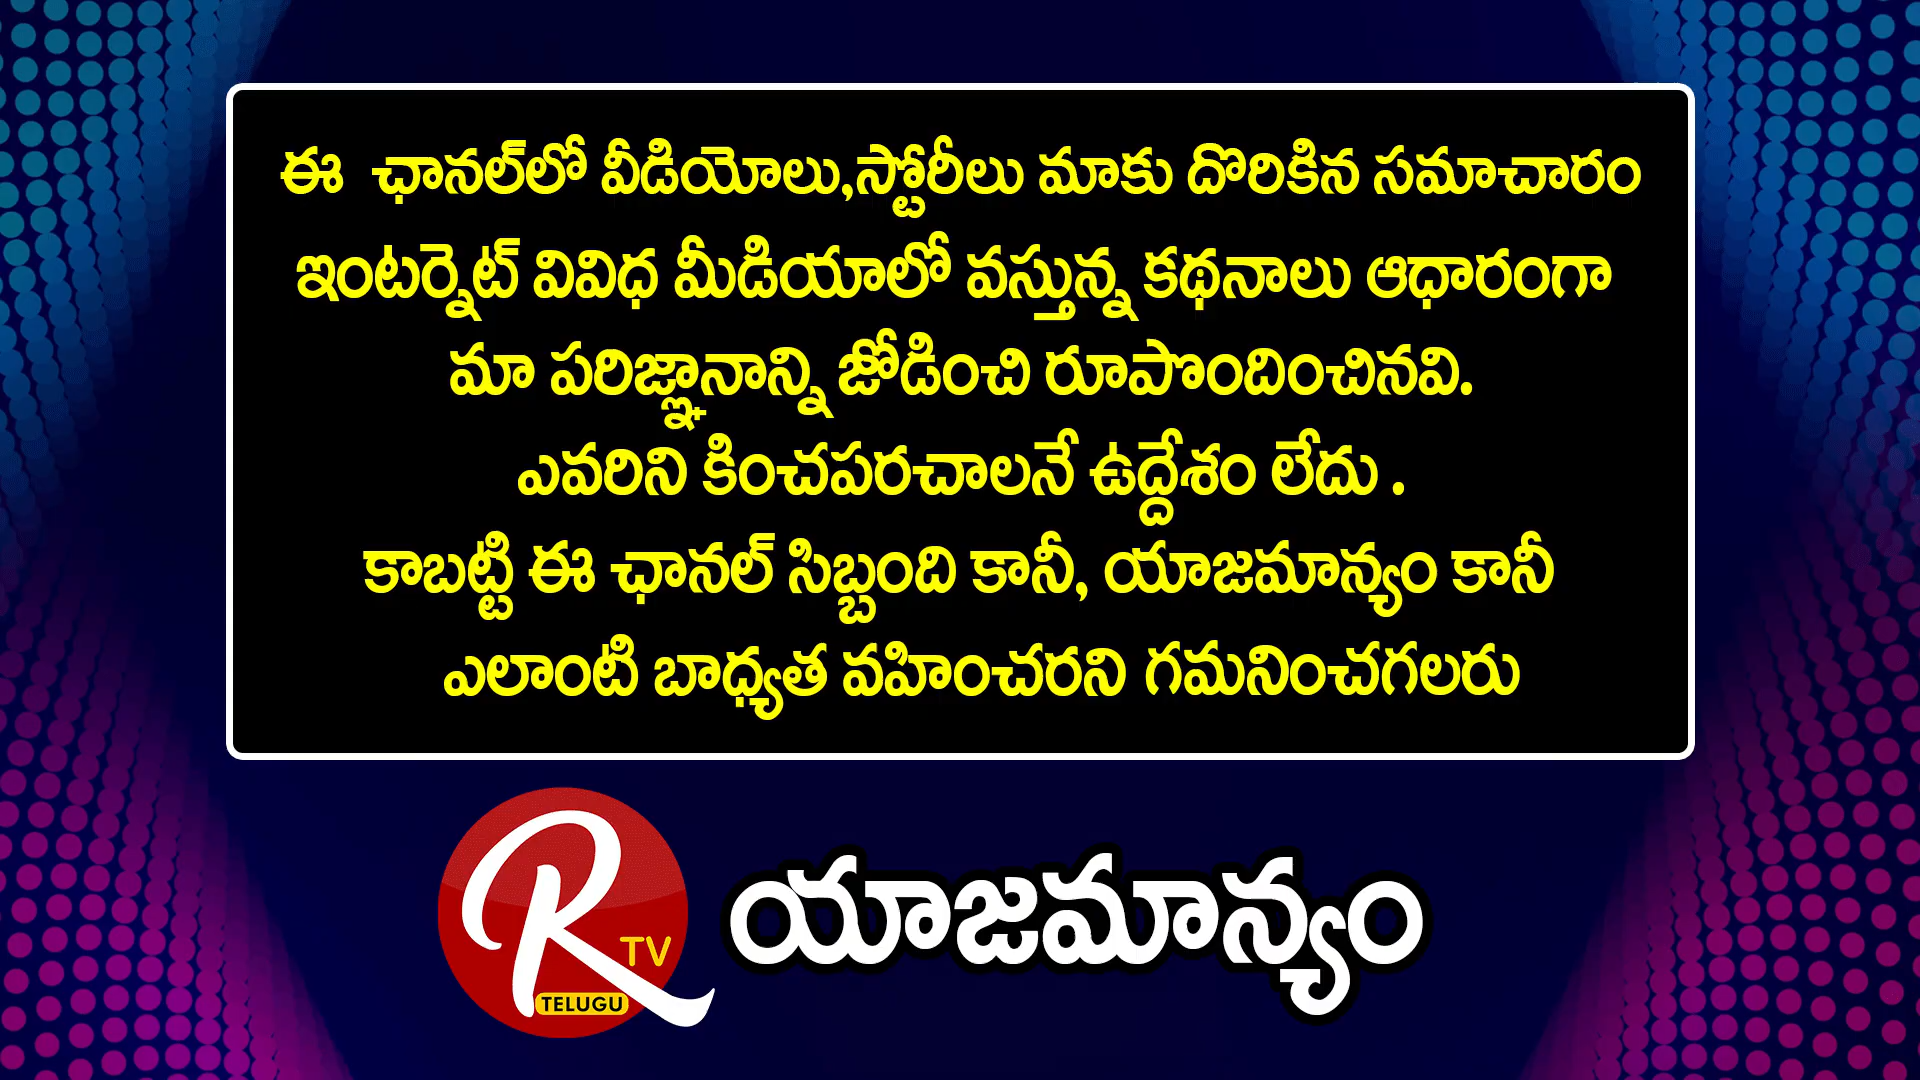 ఈ ఛానల్‌లో వీడియోలు,స్టోరీలు మాకు దొరికిన సమాచారం
ఇంటర్నెట్ వివిధ మీడియాలో వస్తున్న కథనాలు ఆధారంగా
మా పరిజ్ఞానాన్ని జోడించి రూపొందించినవి.
ఎవరిని కించపరచాలనే ఉద్దేశం లేదు .
కాబట్టి ఈ ఛానల్ సిబ్బంది కానీ, యాజమాన్యం కానీ
ఎలాంటి బాధ్యత వహించరని గమనించగలరు
R TV TELUGU
యాజమాన్యం